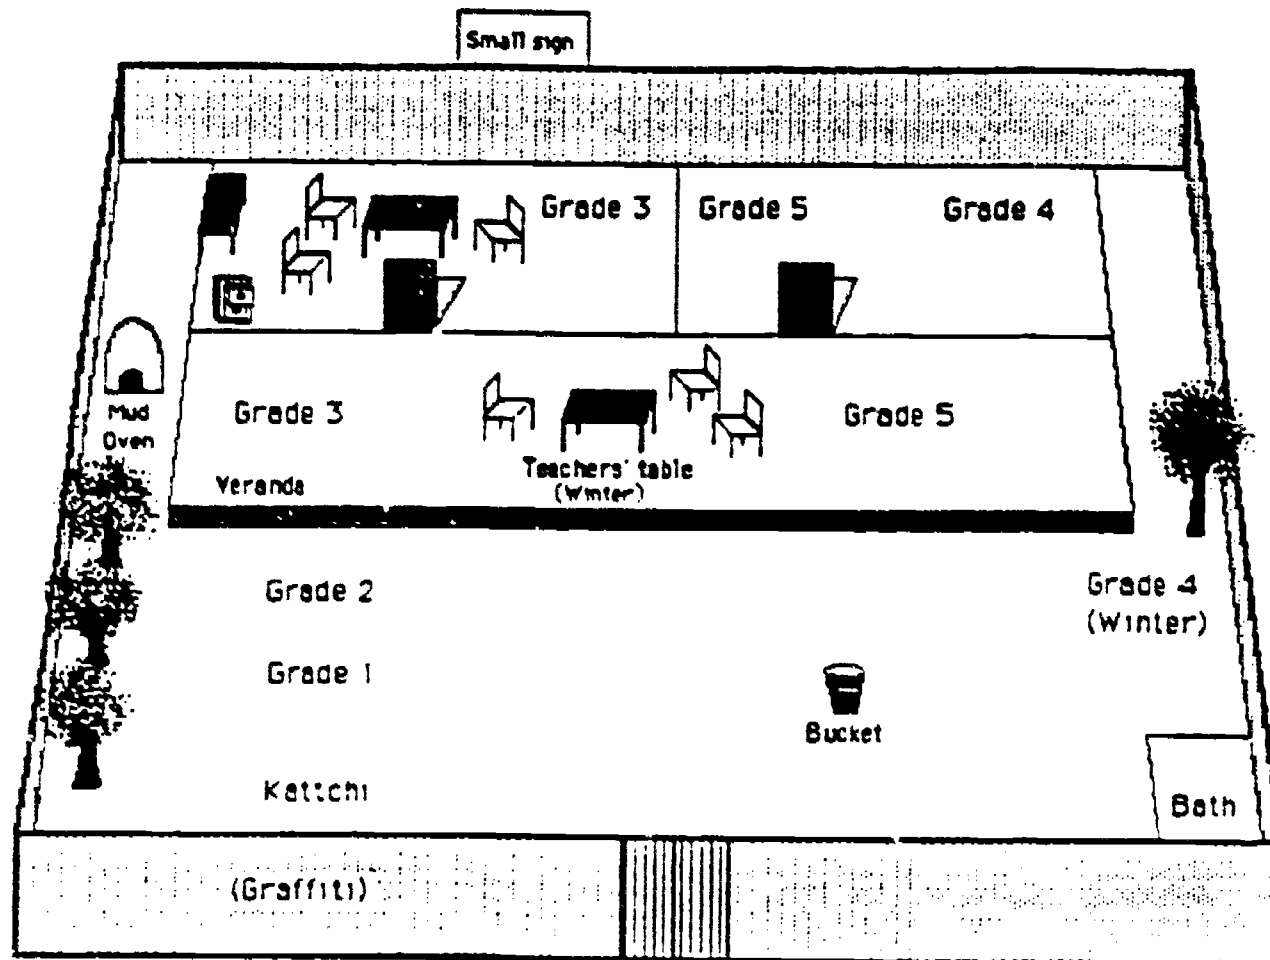 Small sign
Grade 3
Grade 5
Grade 4
Mud
Oven
Grade 3
Grade 5
Teachers' table
(Winter)
Veranda
Grade 2
Grade 4
(Winter)
Grade 1
Bucket
Kattchi
Bath
(Graffiti)